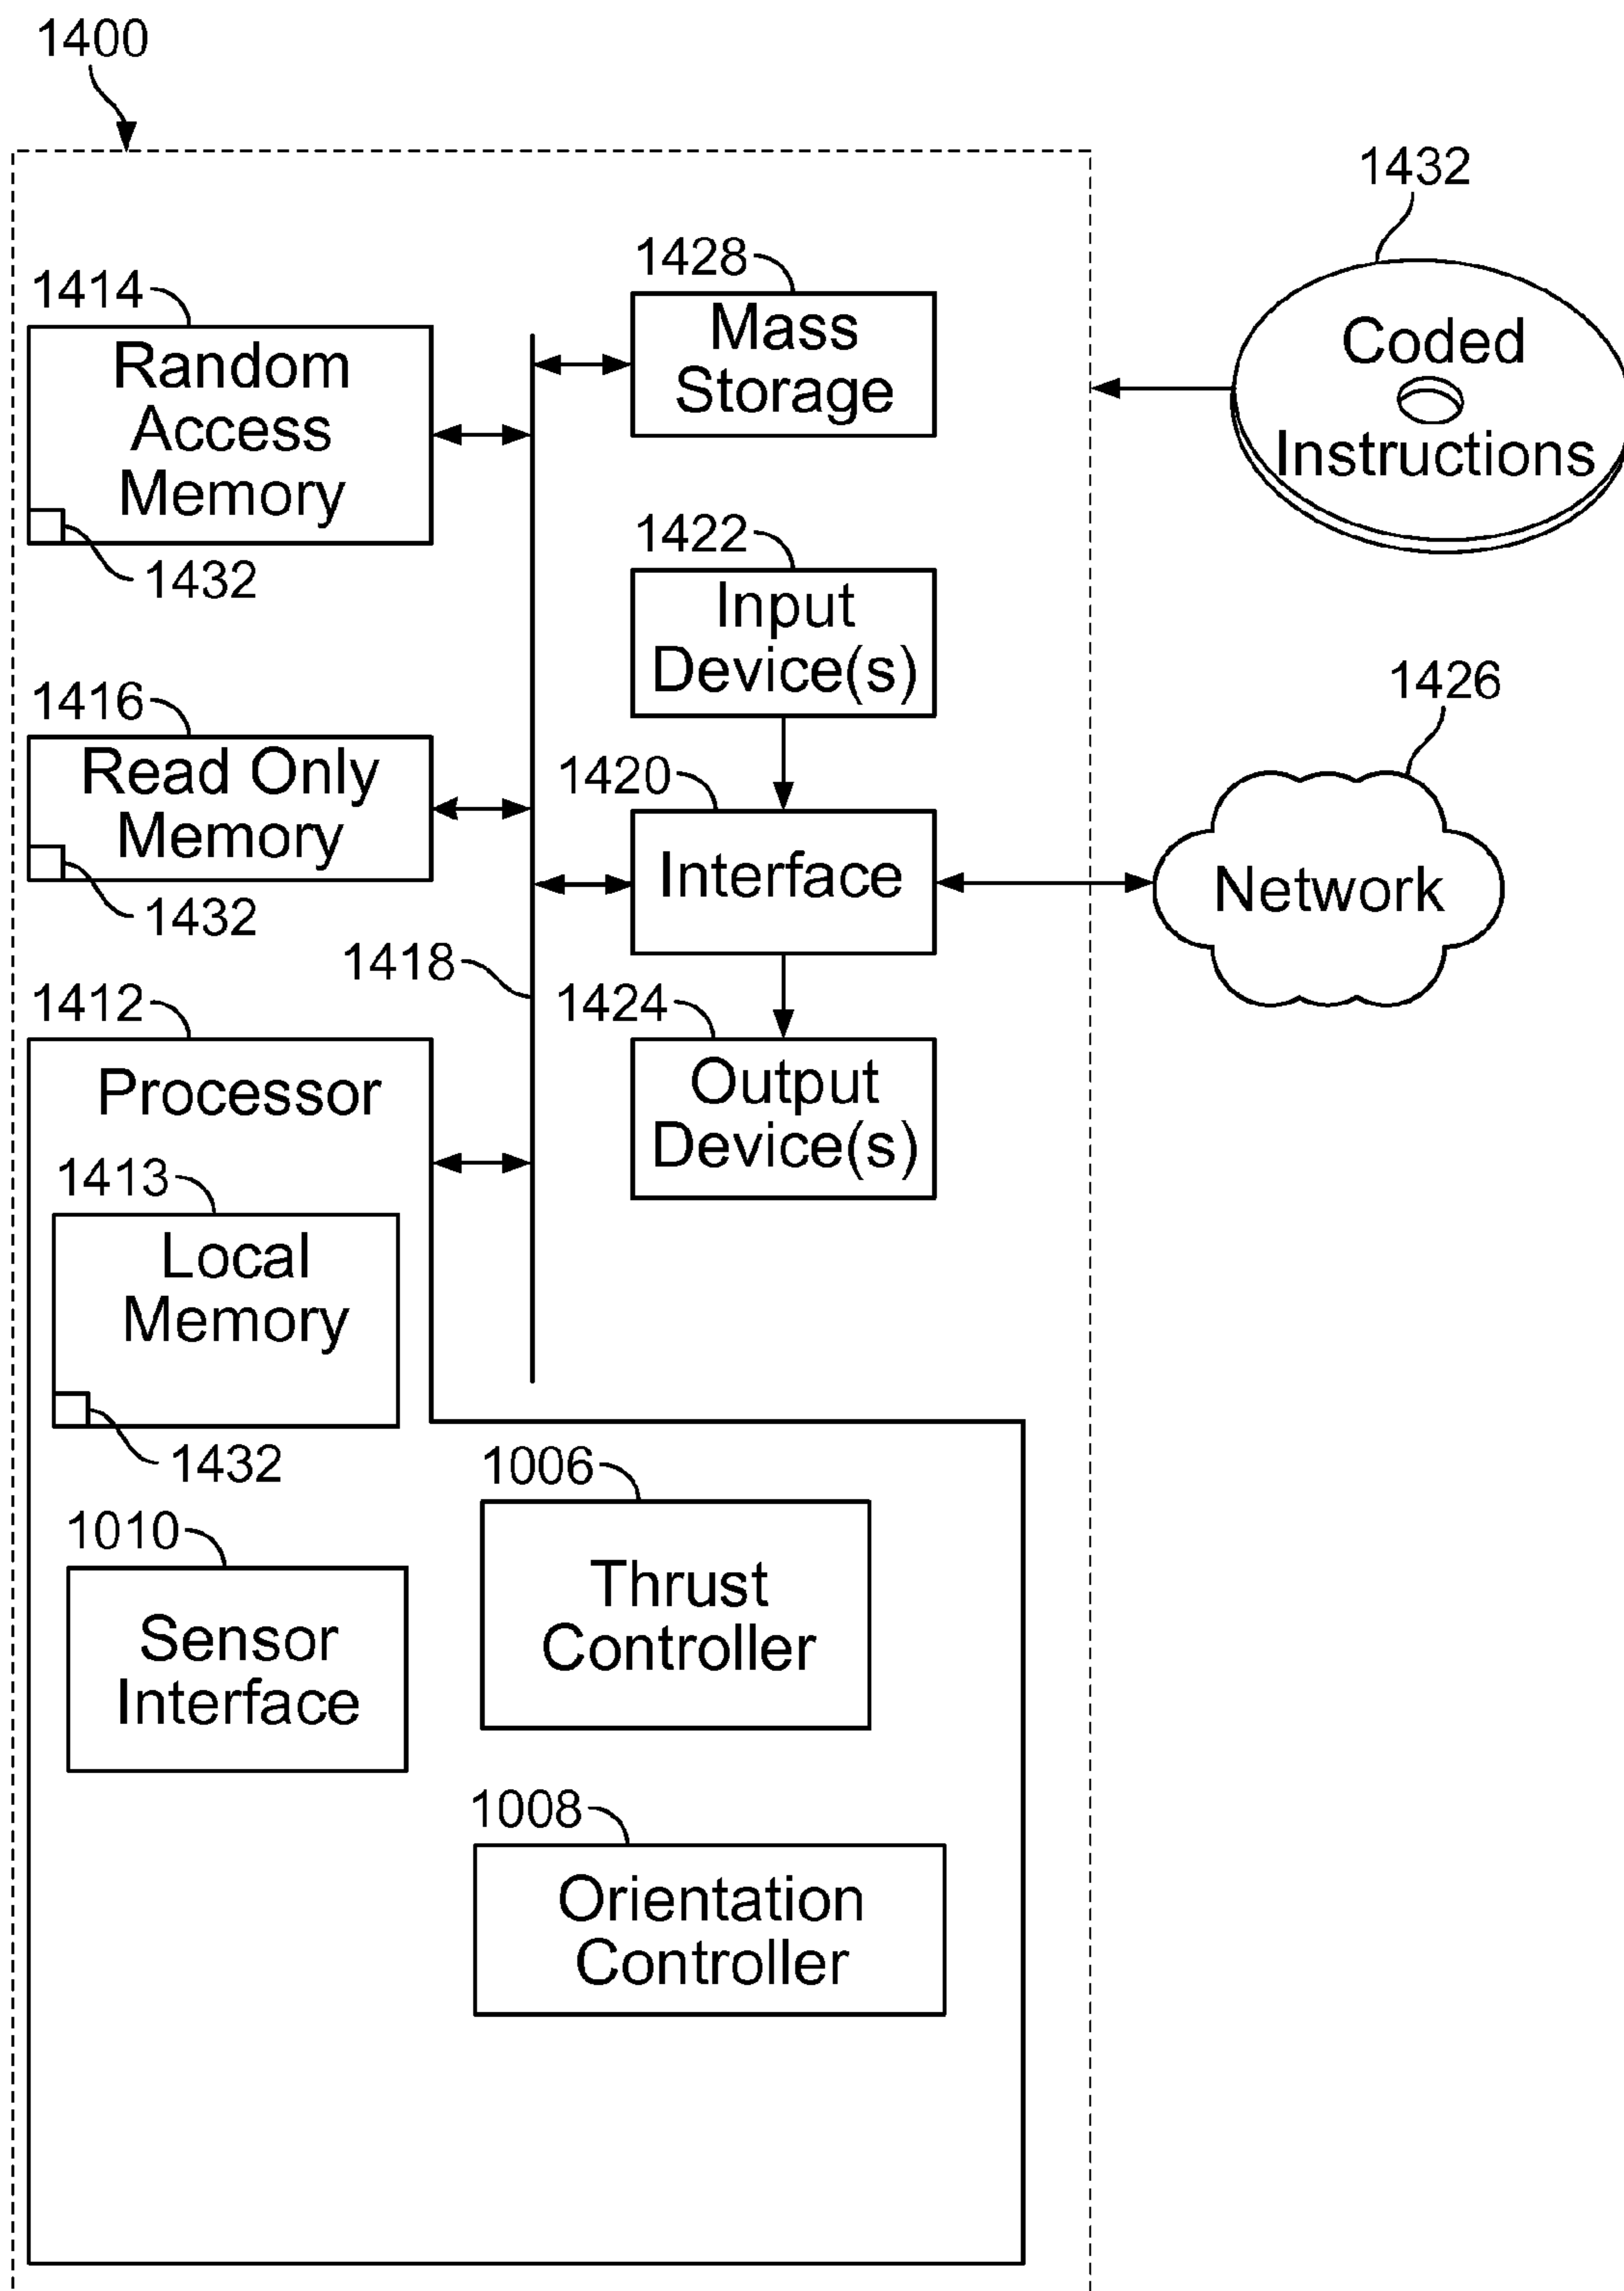 1400
1432
1428
Mass
Storage
1414
Random
Access
Memory
1432
Coded
Instructions
1422
Input
Device(s)
1416
Read Only
Memory
1432
1420
Interface
1426
Network
1418
1424
Output
Device(s)
1412
Processor
1413
Local
Memory
1432
1006
Thrust
Controller
1010
Sensor
Interface
1008
Orientation
Controller